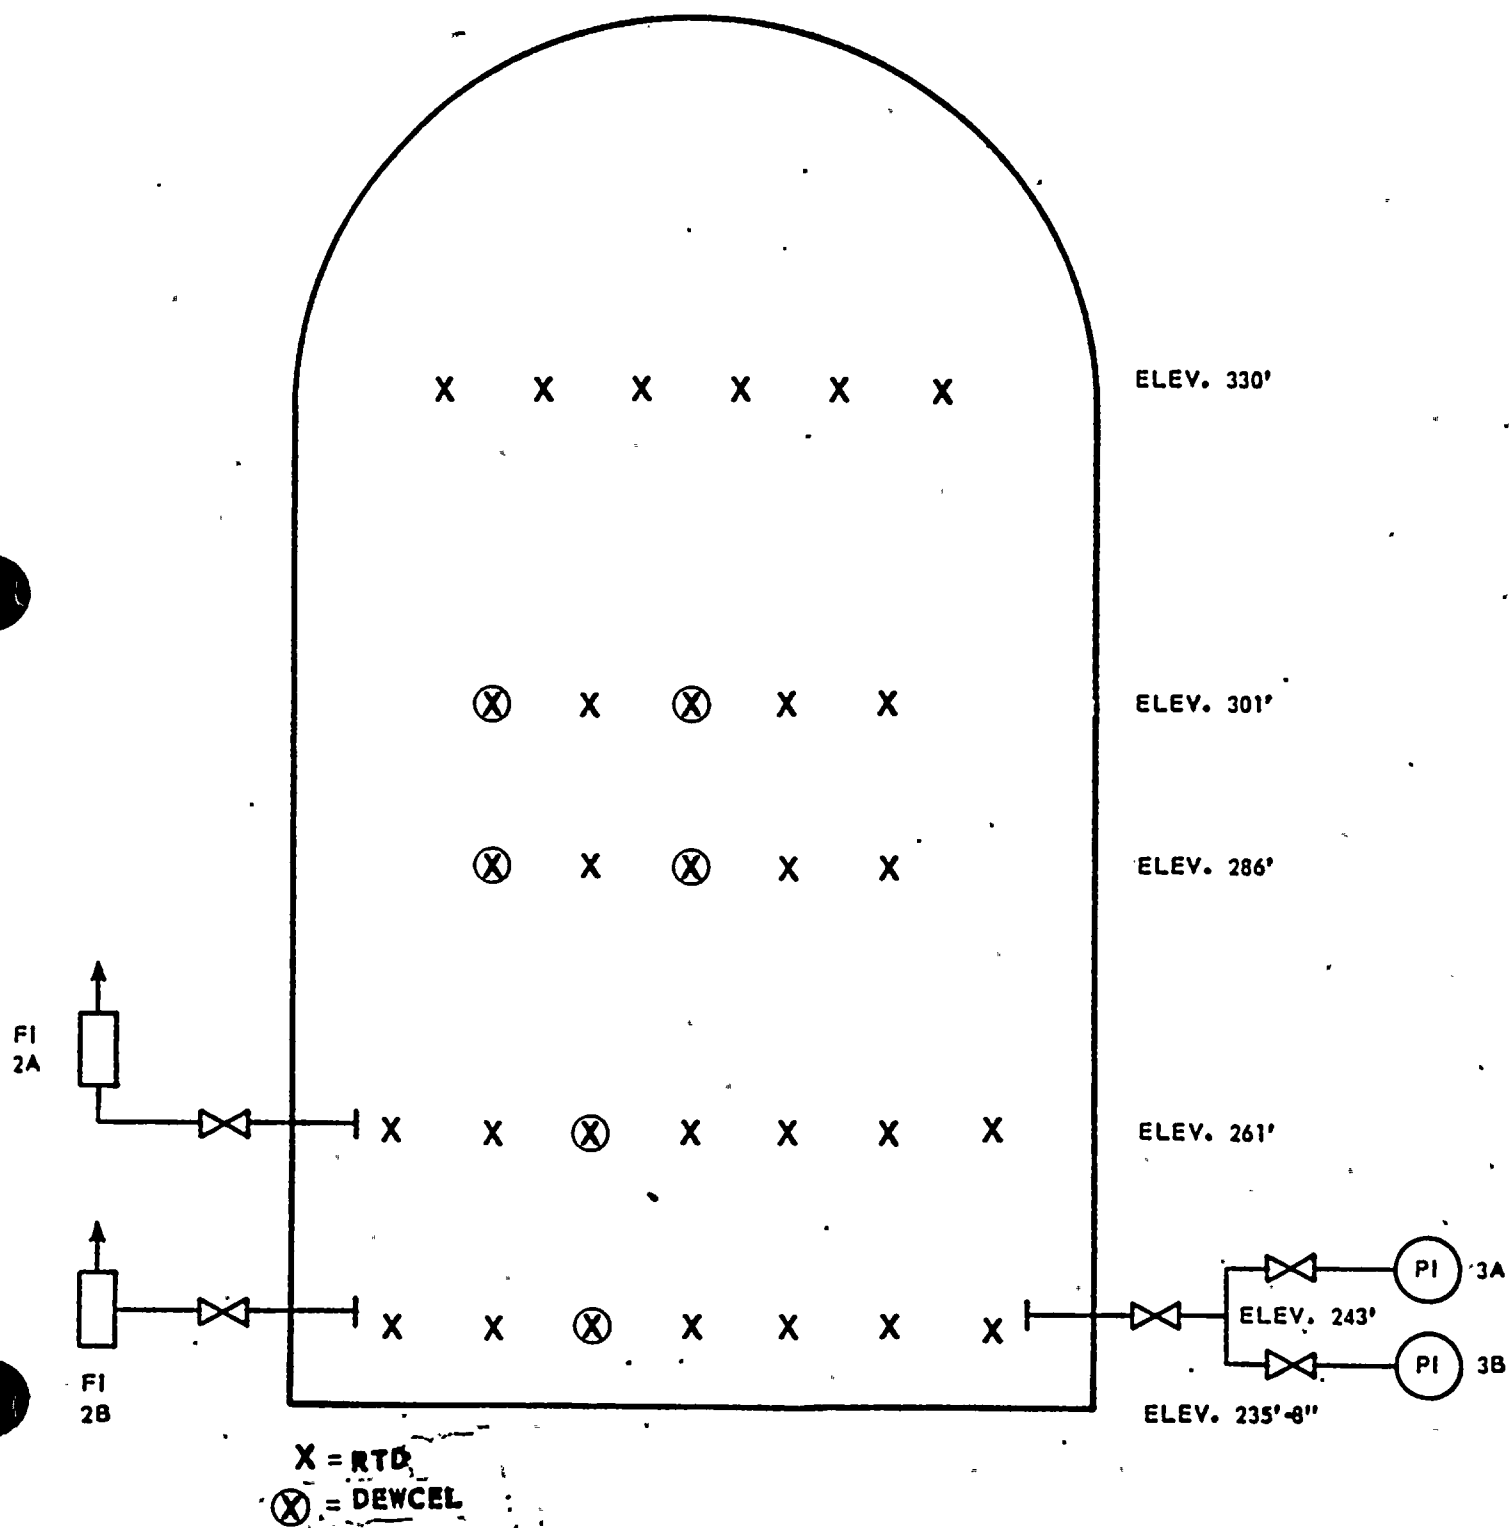 X X X X X X ELEV. 330'
Ⓧ X Ⓧ X X ELEV. 301'
Ⓧ X Ⓧ X X ELEV. 286'
FI
2A
X X Ⓧ X X X X ELEV. 261'
PI 3A
X X Ⓧ X X X X ELEV. 243'
PI 3B
FI
2B
ELEV. 235'-8"
X = RTD
Ⓧ = DEWCEL